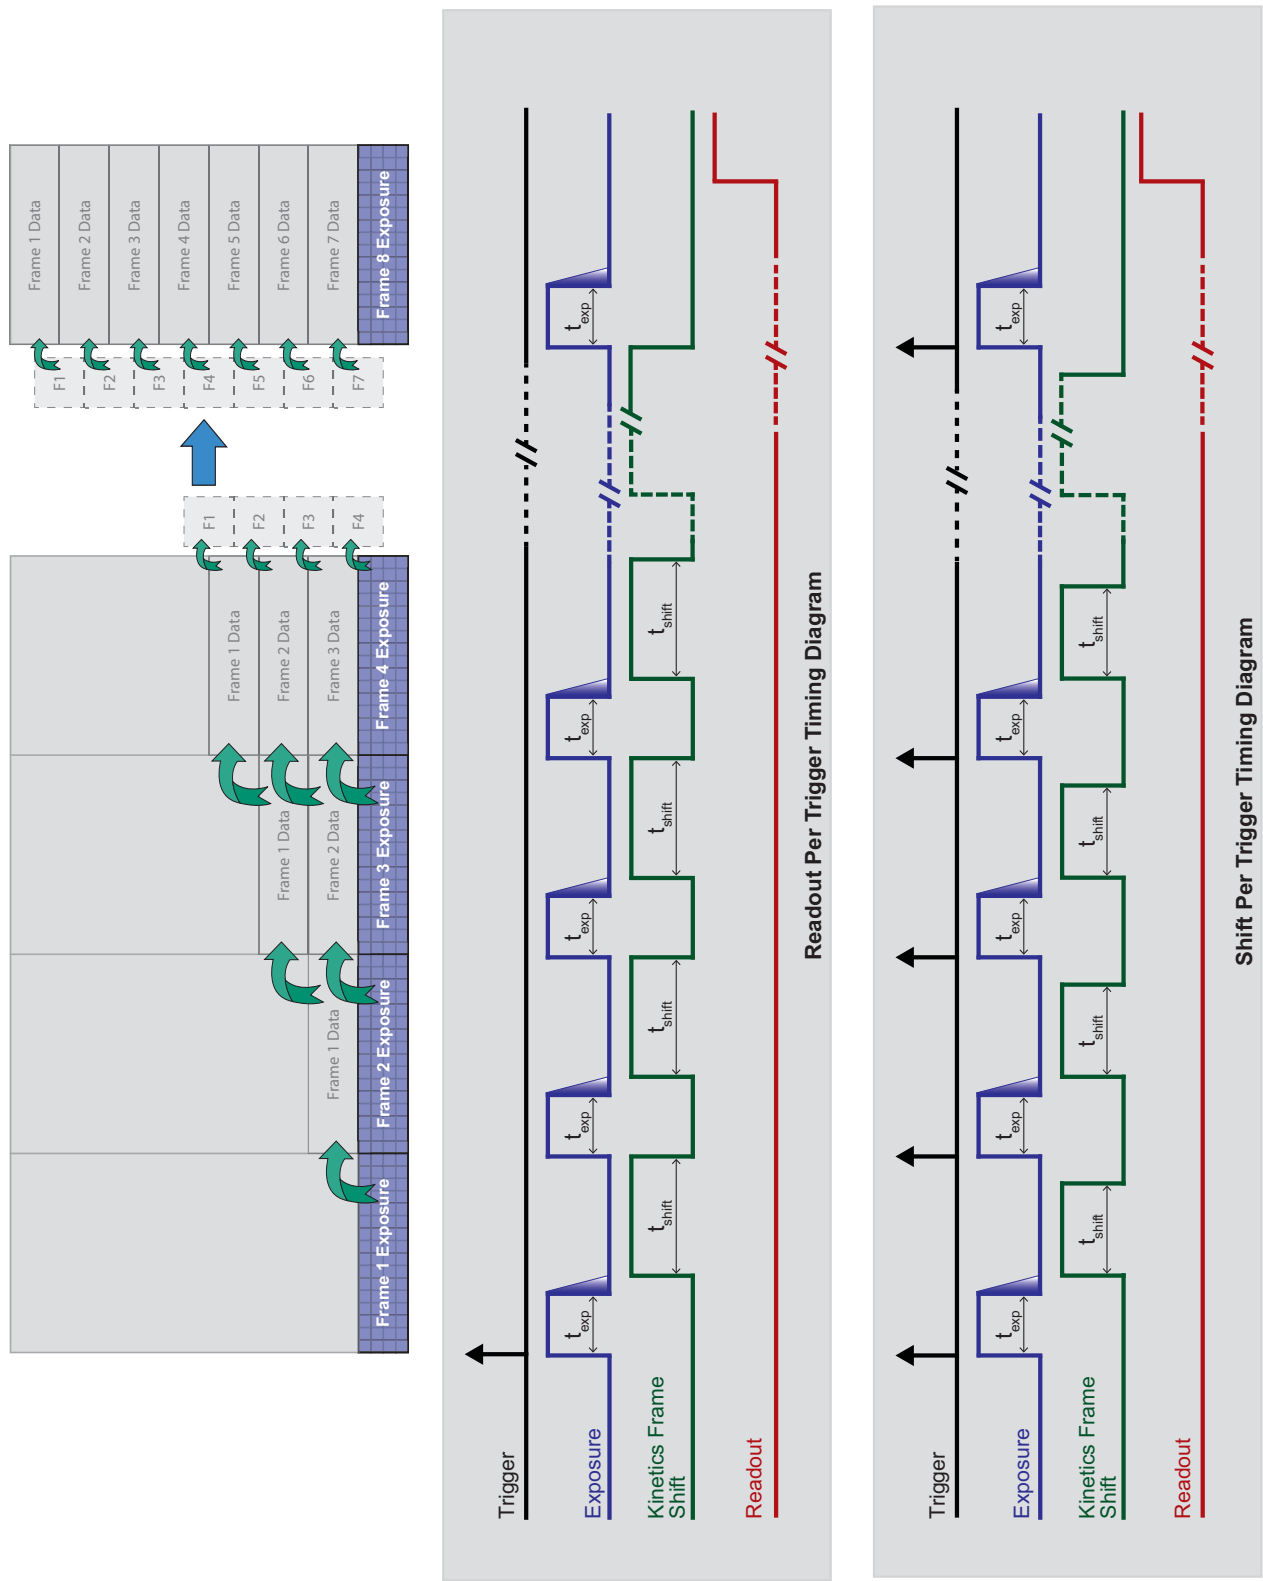 Frame 1 Exposure
Frame 2 Exposure
Frame 3 Exposure
Frame 4 Exposure
Frame 1 Data
Frame 1 Data
Frame 2 Data
Frame 1 Data
Frame 2 Data
Frame 3 Data
F1
F2
F3
F4
F1
F2
F3
F4
F5
F6
F7
Frame 1 Data
Frame 2 Data
Frame 3 Data
Frame 4 Data
Frame 5 Data
Frame 6 Data
Frame 7 Data
Frame 8 Exposure
Trigger
Exposure
texp
texp
texp
texp
texp
Kinetics Frame
Shift
tshift
tshift
tshift
tshift
Readout
Readout Per Trigger Timing Diagram
Trigger
Exposure
texp
texp
texp
texp
texp
Kinetics Frame
Shift
tshift
tshift
tshift
tshift
Readout
Shift Per Trigger Timing Diagram